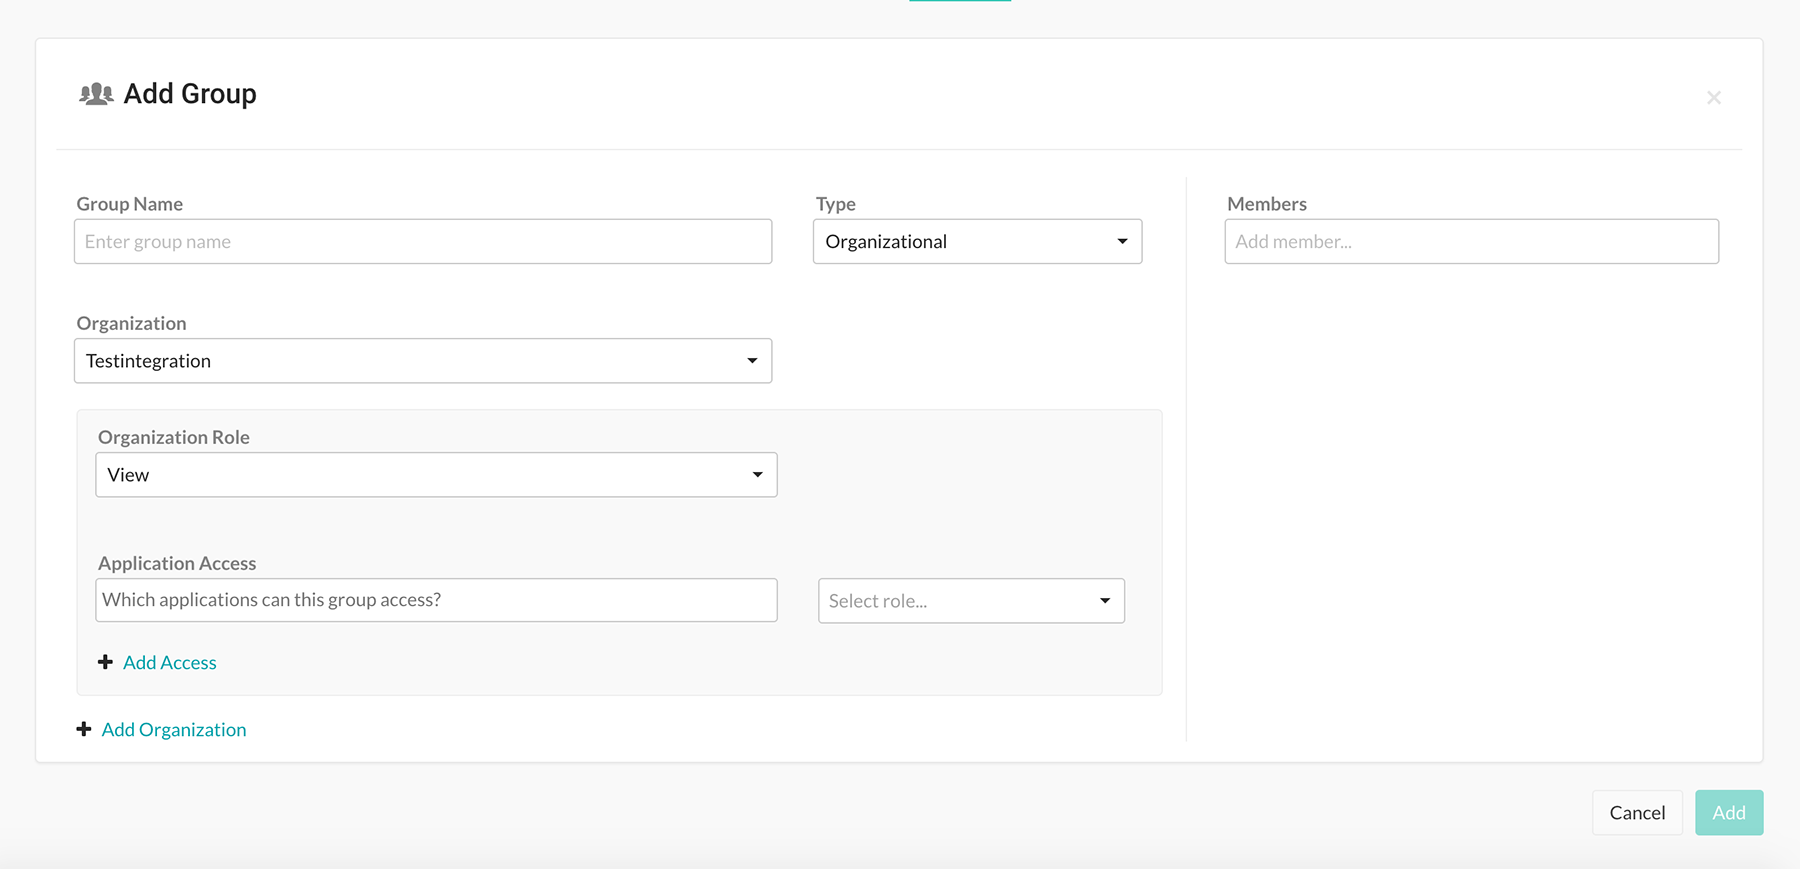 Add Group
Group Name
Enter group name
Type
Organizational
Members
Add member...
Organization
Testintegration
Organization Role
View
Application Access
Which applications can this group access?
Select role...
Add Access
Add Organization
Cancel
Add